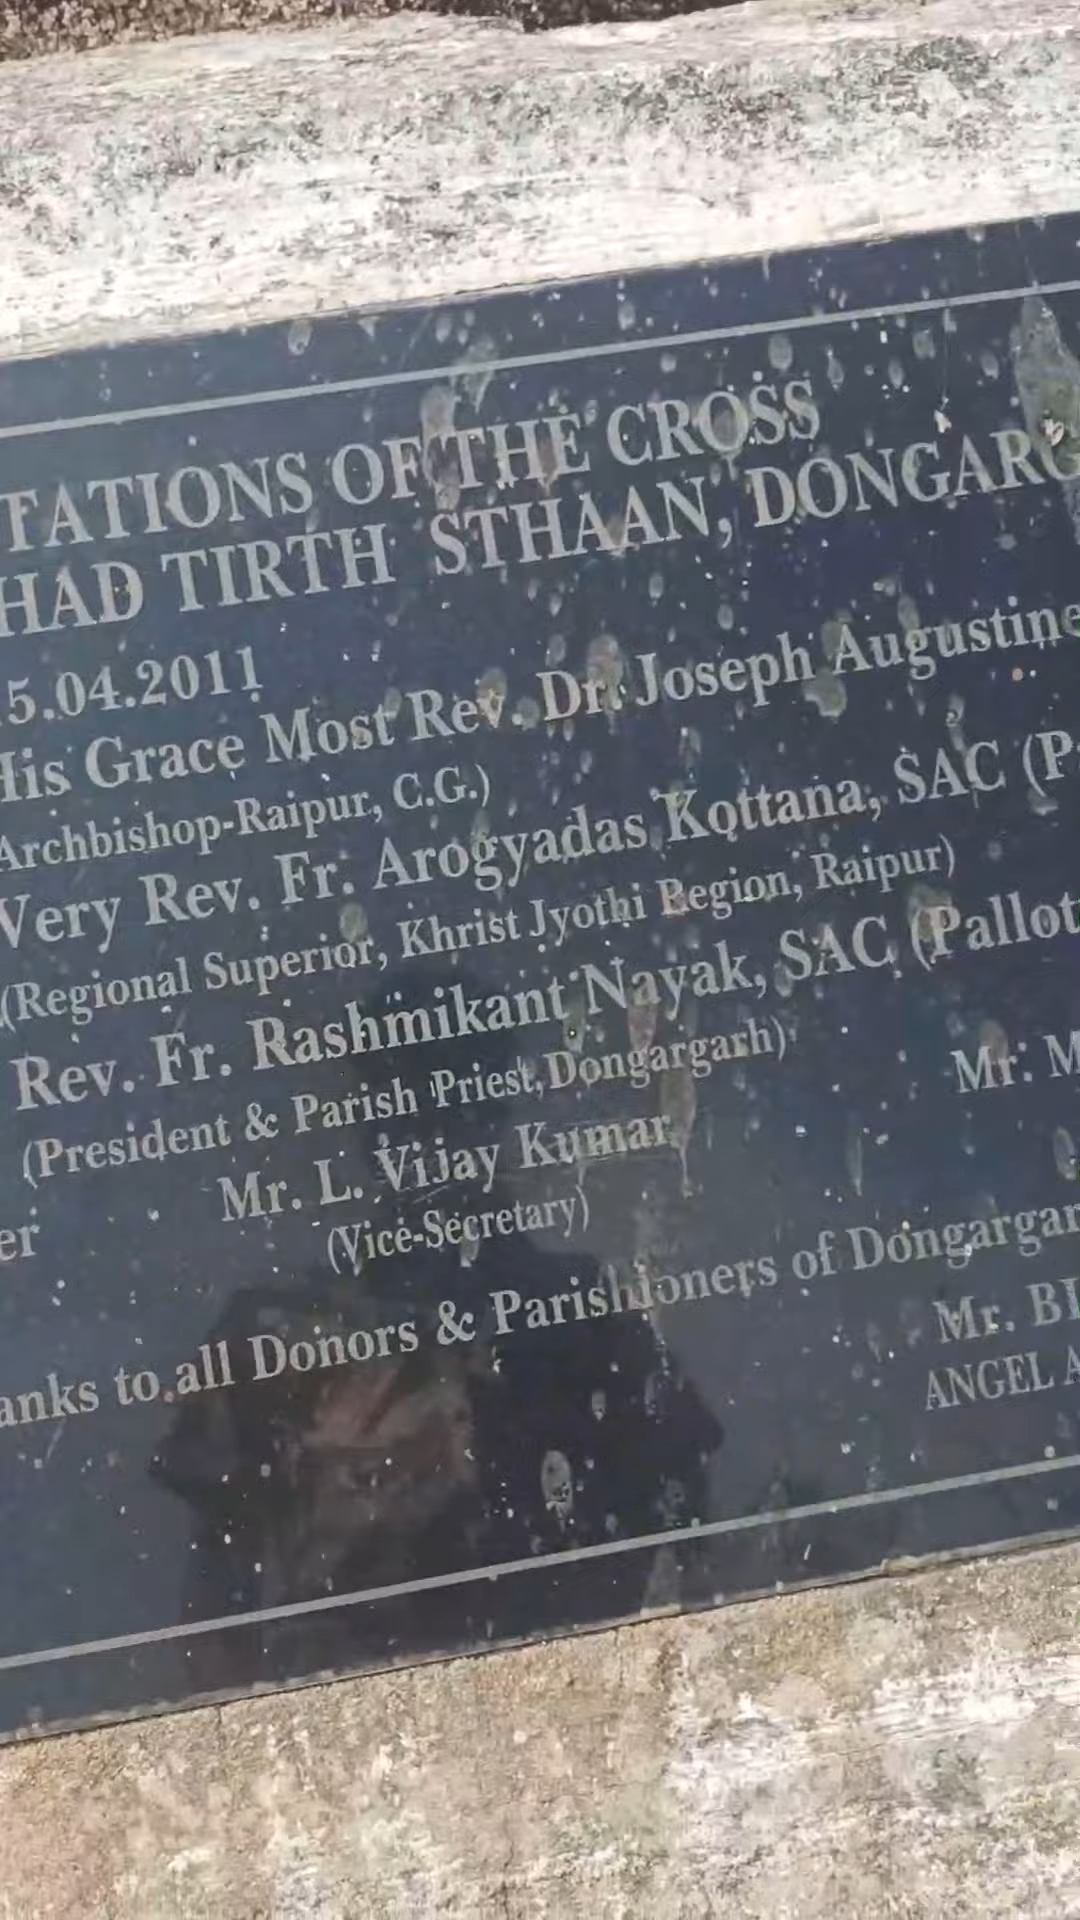 TATIONS OF THE CROSS
HAD TIRTH STHAAN, DONGARG
5.04.2011
His Grace Most Rev. Dr. Joseph Augustine
Archbishop-Raipur, C.G.)
Very Rev. Fr. Arogyadas Kottana, SAC (Pa
(Regional Superior, Khrist Jyothi Region, Raipur)
Rev. Fr. Rashmikant Nayak, SAC (Pallot
(President & Parish Priest, Dongargarh)
Mr. M
er Mr. L. Vijay Kumar
(Vice-Secretary)
anks to all Donors & Parishioners of Dongargar
Mr. BI
ANGEL A